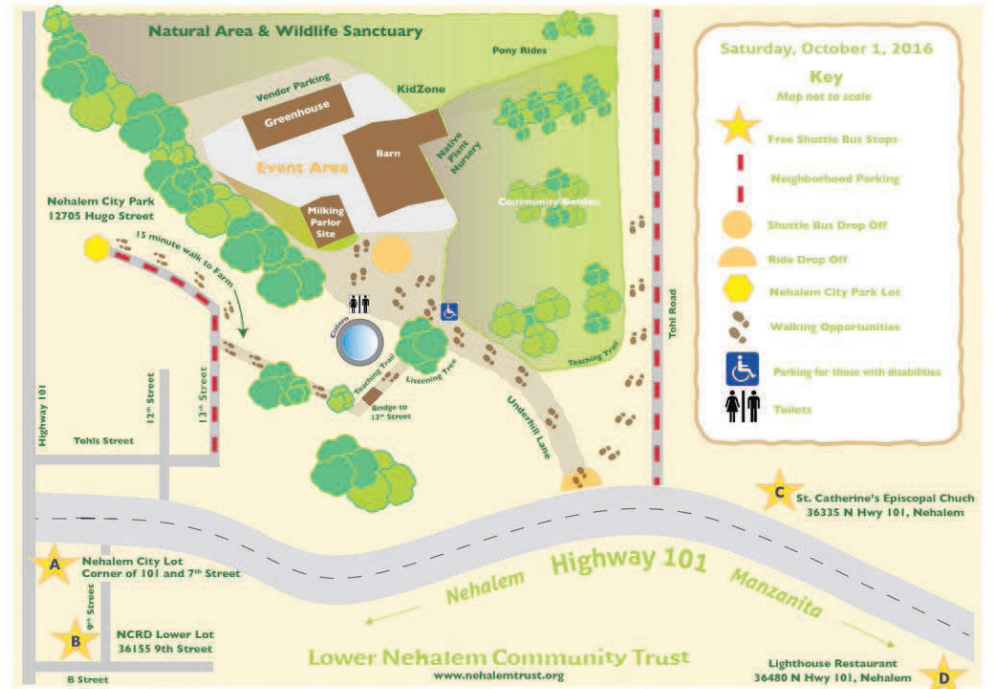 Natural Area & Wildlife Sanctuary
Pony Rides
Vendor Parking
KidZone
Greenhouse
Barn
Native
Plant
Nursery
Event Area
Milking
Parlor
Site
Community Garden
Nehalem City Park
12705 Hugo Street
15 minute walk to Farm
Cistern
Teaching Trail
Listening Tree
Bridge to
13th Street
Teaching Trail
Underhill Lane
Tohl Road
Highway 101
12th Street
13th Street
Tohls Street
Saturday, October 1, 2016
Key
Map not to scale
Free Shuttle Bus Stops
Neighborhood Parking
Shuttle Bus Drop Off
Ride Drop Off
Nehalem City Park Lot
Walking Opportunities
Parking for those with disabilities
Toilets
C
St. Catherine's Episcopal Chuch
36335 N Hwy 101, Nehalem
A
Nehalem City Lot
Corner of 101 and 7th Street
9th Street
B
NCRD Lower Lot
36155 9th Street
B Street
Nehalem
Highway 101
Manzanita
Lower Nehalem Community Trust
www.nehalemtrust.org
Lighthouse Restaurant
36480 N Hwy 101, Nehalem
D